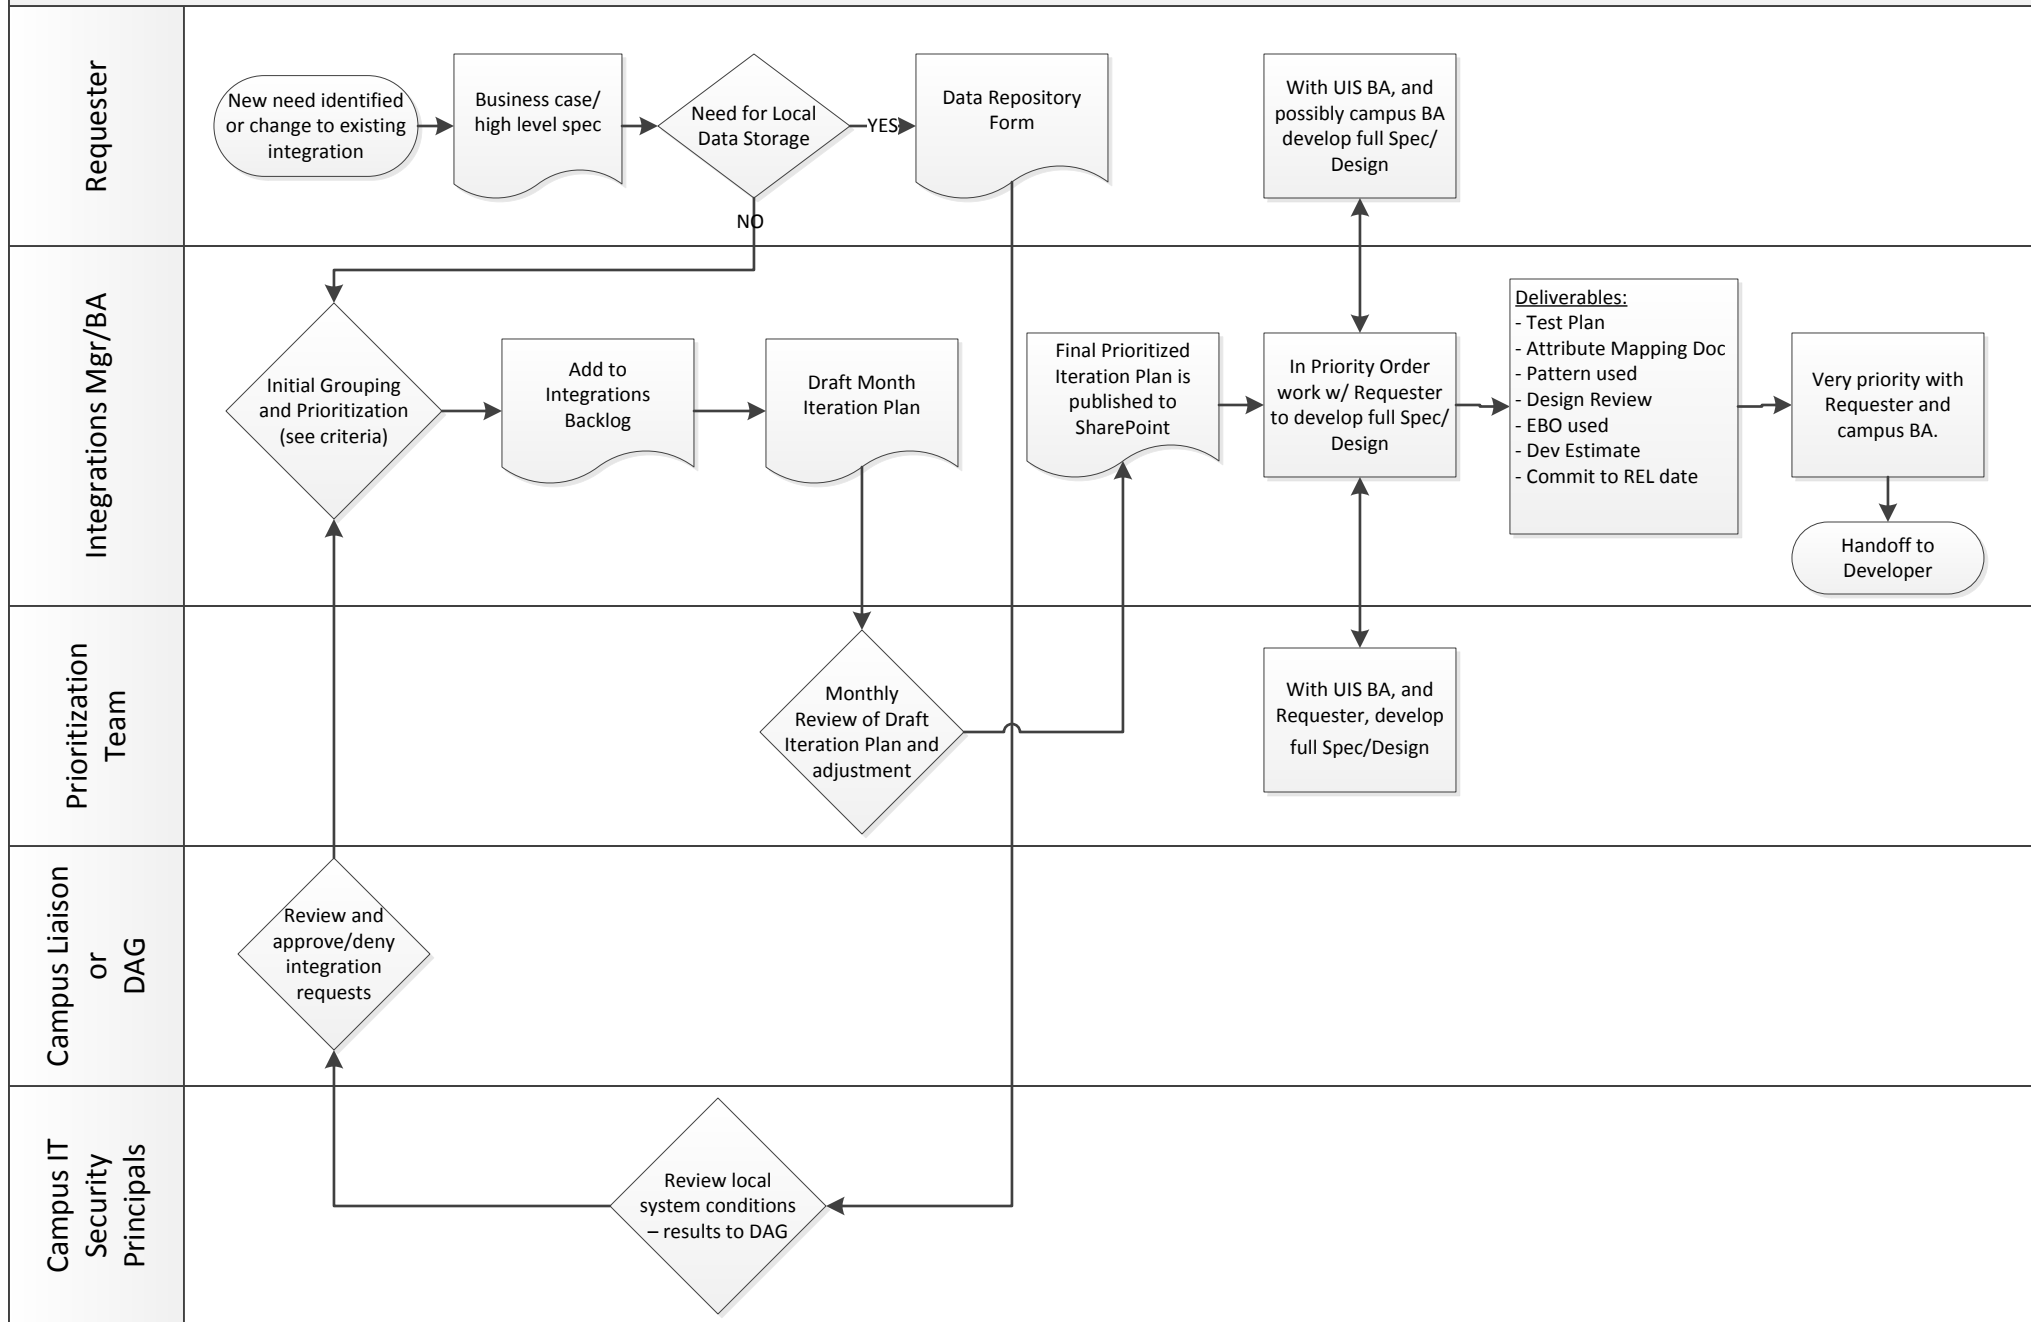 Requester
New need identified
or change to existing
integration
Business case/
high level spec
Need for Local
Data Storage
YES
NO
Data Repository
Form
With UIS BA, and
possibly campus BA
develop full Spec/
Design
Integrations Mgr/BA
Initial Grouping
and Prioritization
(see criteria)
Add to
Integrations
Backlog
Draft Month
Iteration Plan
Final Prioritized
Iteration Plan is
published to
SharePoint
In Priority Order
work w/ Requester
to develop full Spec/
Design
Deliverables:
- Test Plan
- Attribute Mapping Doc
- Pattern used
- Design Review
- EBO used
- Dev Estimate
- Commit to REL date
Very priority with
Requester and
campus BA.
Handoff to
Developer
Prioritization
Team
Monthly
Review of Draft
Iteration Plan and
adjustment
With UIS BA, and
Requester, develop
full Spec/Design
Campus Liaison
or
DAG
Review and
approve/deny
integration
requests
Campus IT
Security
Principals
Review local
system conditions
– results to DAG